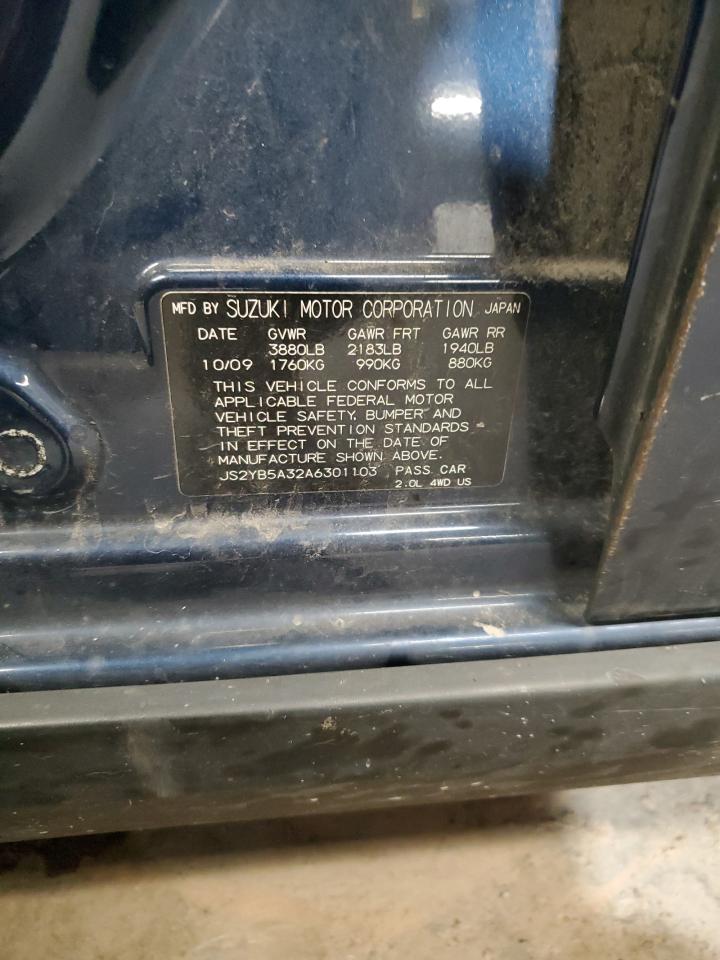 MFD BY SUZUKI MOTOR CORPORATION JAPAN
DATE GVWR GAWR FRT GAWR RR
3880LB 2183LB 1940LB
10/09 1760KG 990KG 880KG
THIS VEHICLE CONFORMS TO ALL
APPLICABLE FEDERAL MOTOR
VEHICLE SAFETY, BUMPER AND
THEFT PREVENTION STANDARDS
IN EFFECT ON THE DATE OF
MANUFACTURE SHOWN ABOVE.
JS2YB5A32A6301103 PASS. CAR
2.0L 4WD US